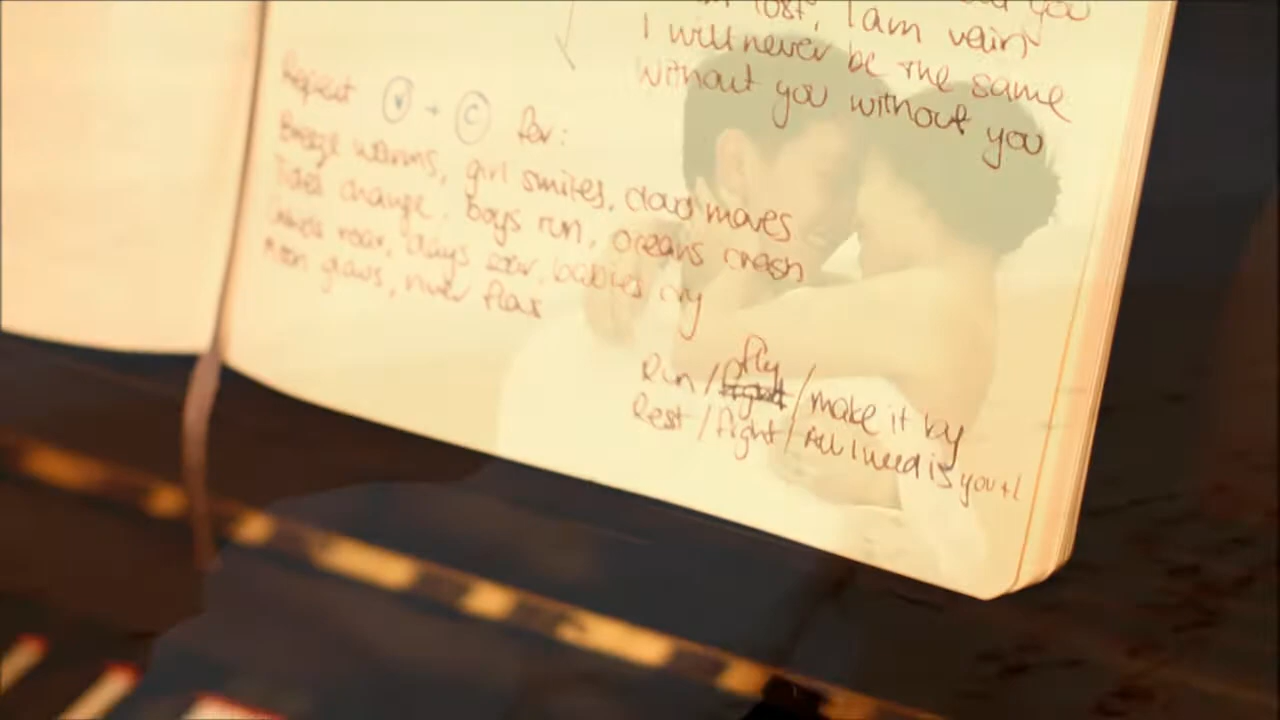 need you
lost, I am vain
I will never be the same
without you without you
Repeat V + C for:
Breeze warms, girl smiles, cloud moves
Tides change, boys run, oceans crash
roar, days soar, babies cry
Moon glows, river
Run / fly / make it by
Rest / fight / All I need is you + I